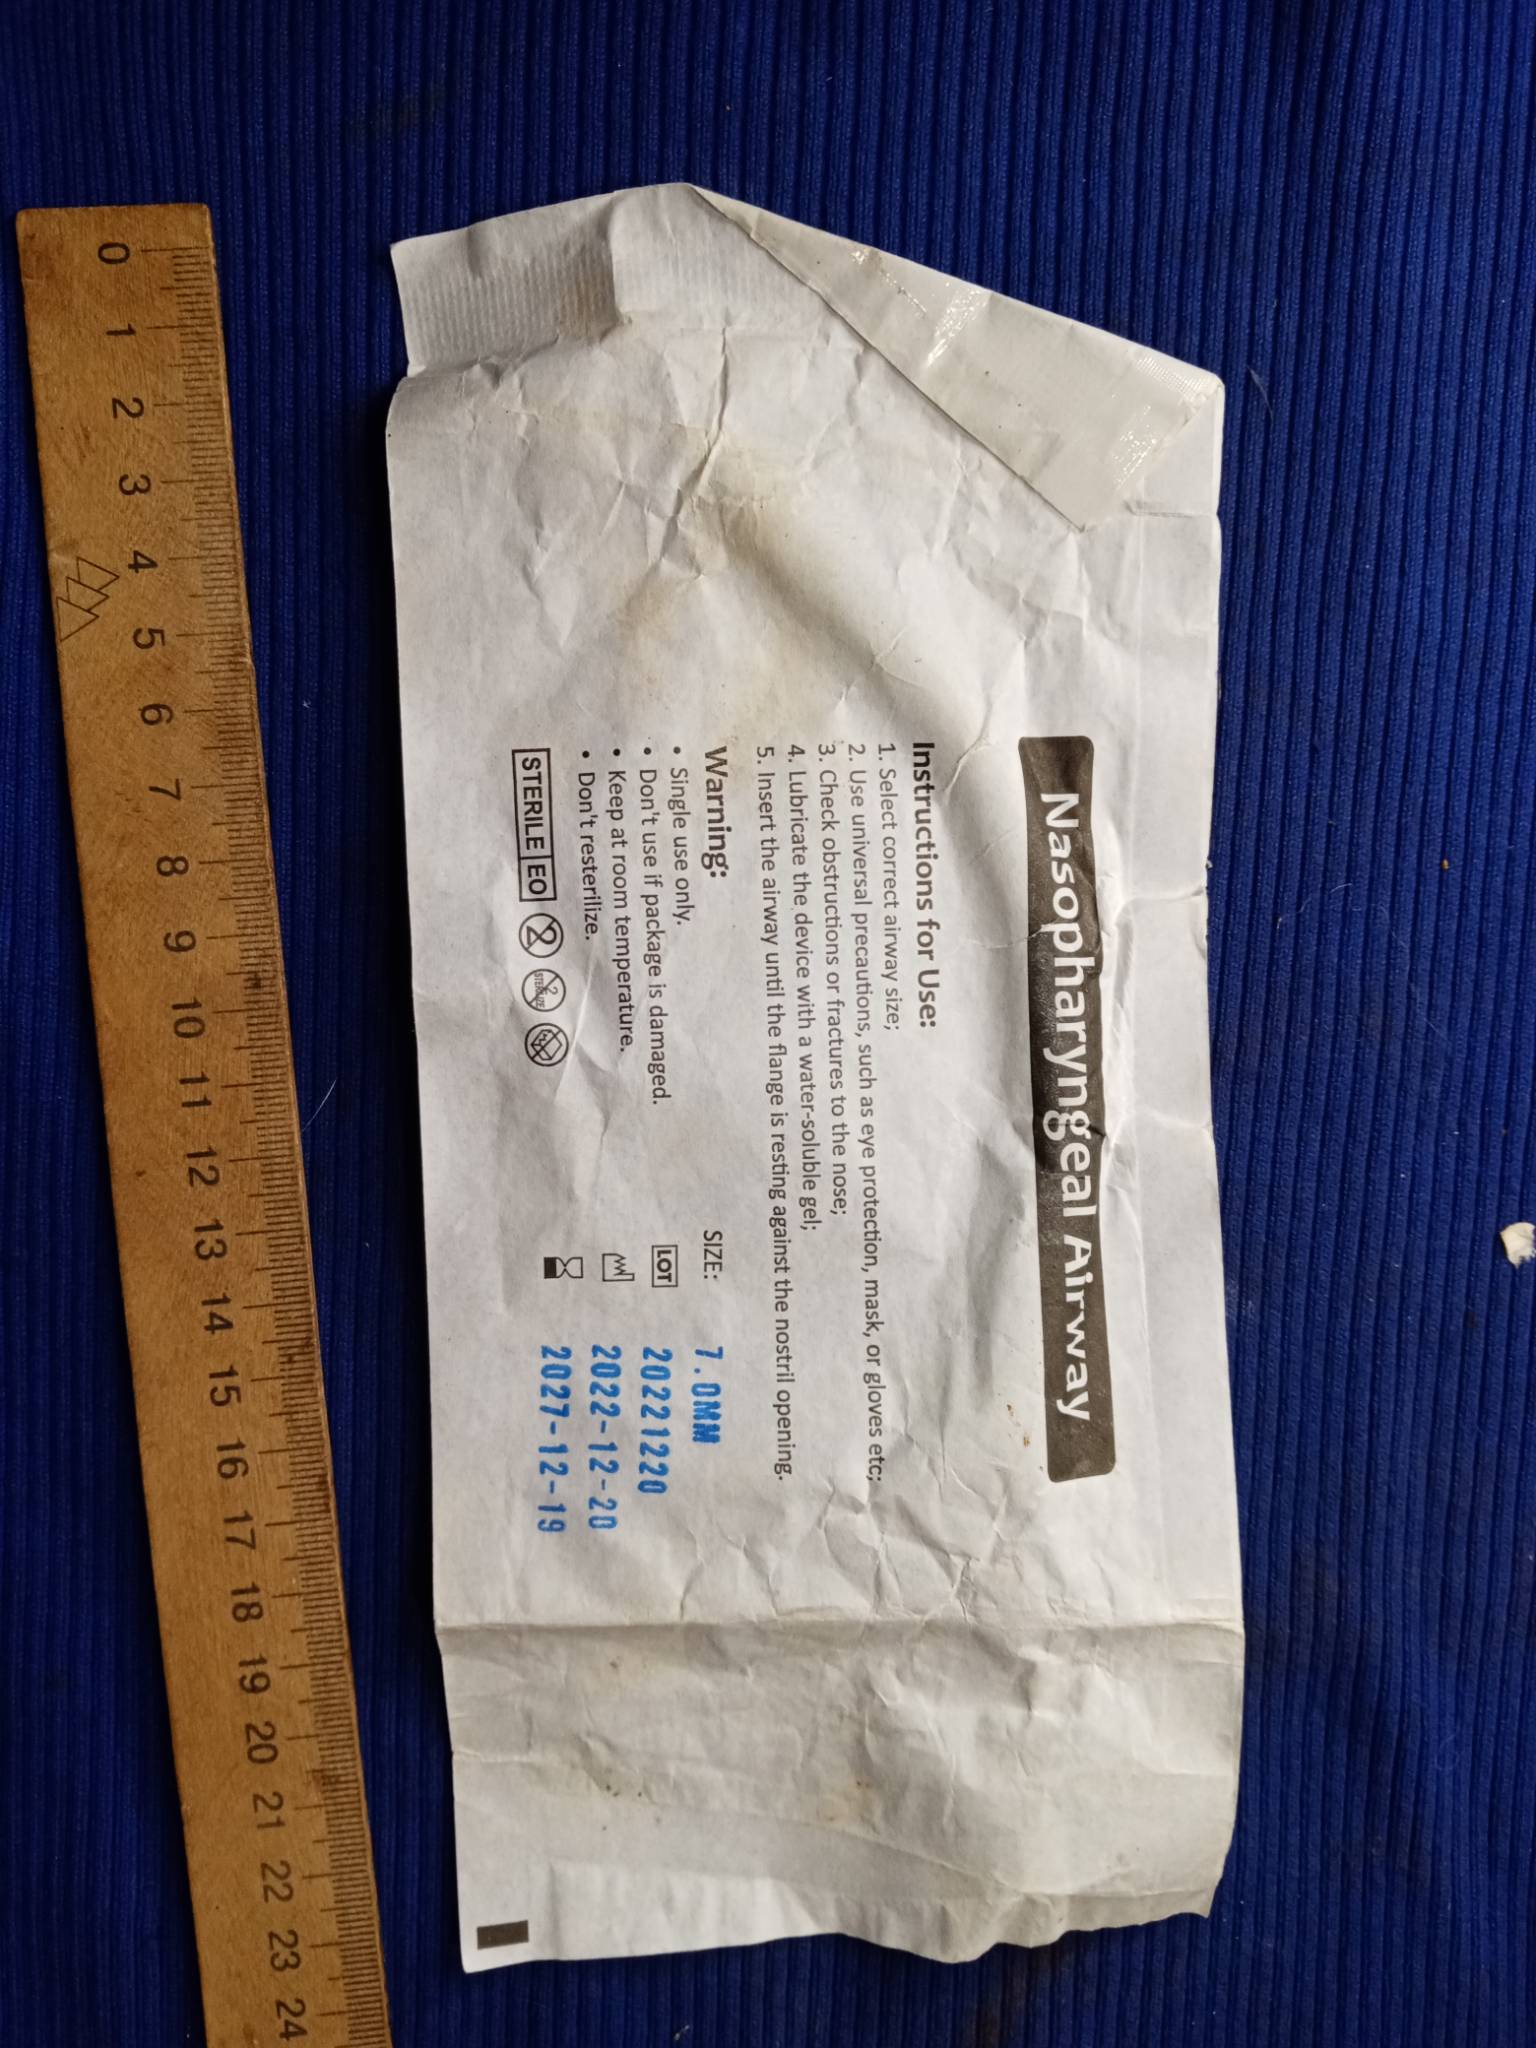 Nasopharyngeal Airway
Instructions for Use:
1. Select correct airway size;
2. Use universal precautions, such as eye protection, mask, or gloves etc;
3. Check obstructions or fractures to the nose;
4. Lubricate the device with a water-soluble gel;
5. Insert the airway until the flange is resting against the nostril opening.
Warning:
• Single use only.
• Don't use if package is damaged.
• Keep at room temperature.
• Don't resterilize.
STERILE EO
2
2
STERILIZE
SIZE: 7.0MM
LOT 20221220
2022-12-20
2027-12-19
0 1 2 3 4 5 6 7 8 9 10 11 12 13 14 15 16 17 18 19 20 21 22 23 24